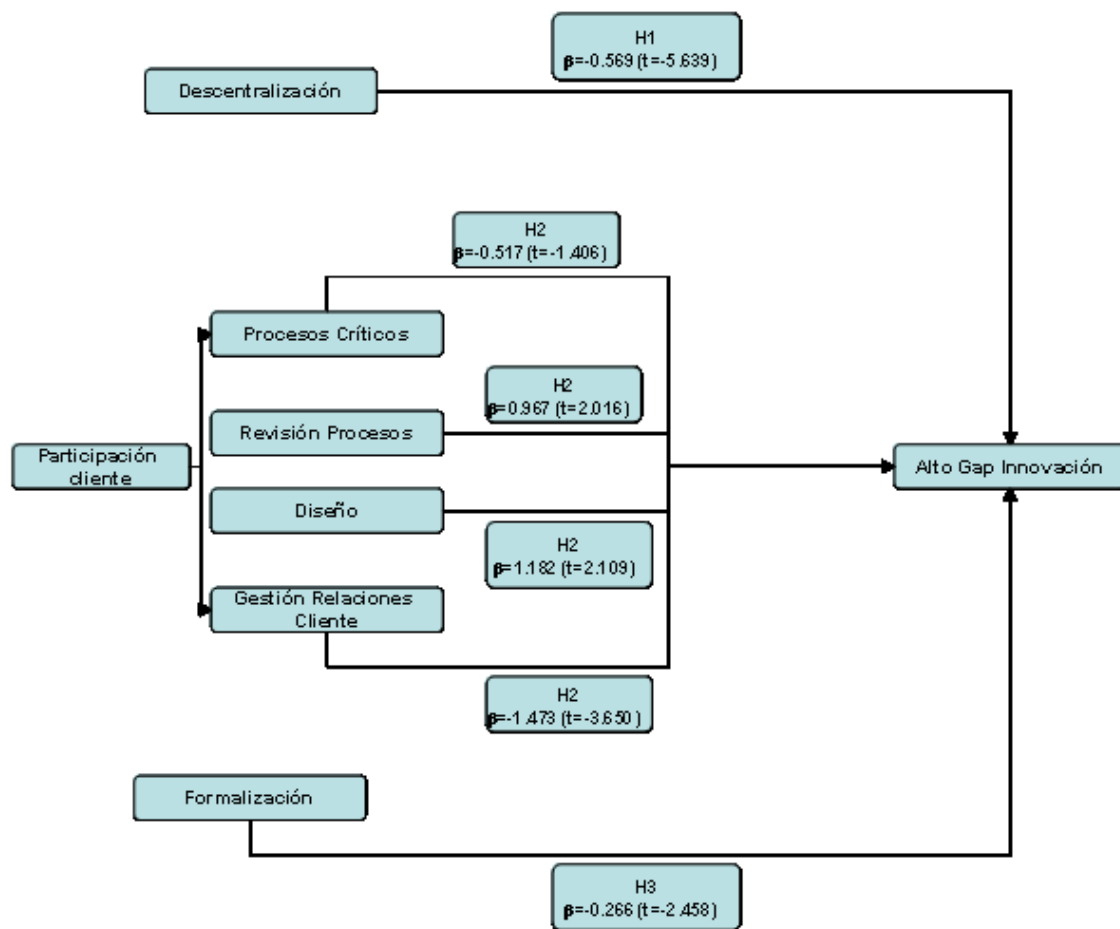 H1
β=-0.569 (t=-5.639)
Descentralización
H2
β=-0.517 (t=-1.406)
Procesos Críticos
H2
β=0.967 (t=2.016)
Revisión Procesos
Participación
cliente
Alto Gap Innovación
Diseño
H2
β=1.182 (t=2.109)
Gestión Relaciones
Cliente
H2
β=-1.473 (t=-3.650)
Formalización
H3
β=-0.266 (t=-2.458)